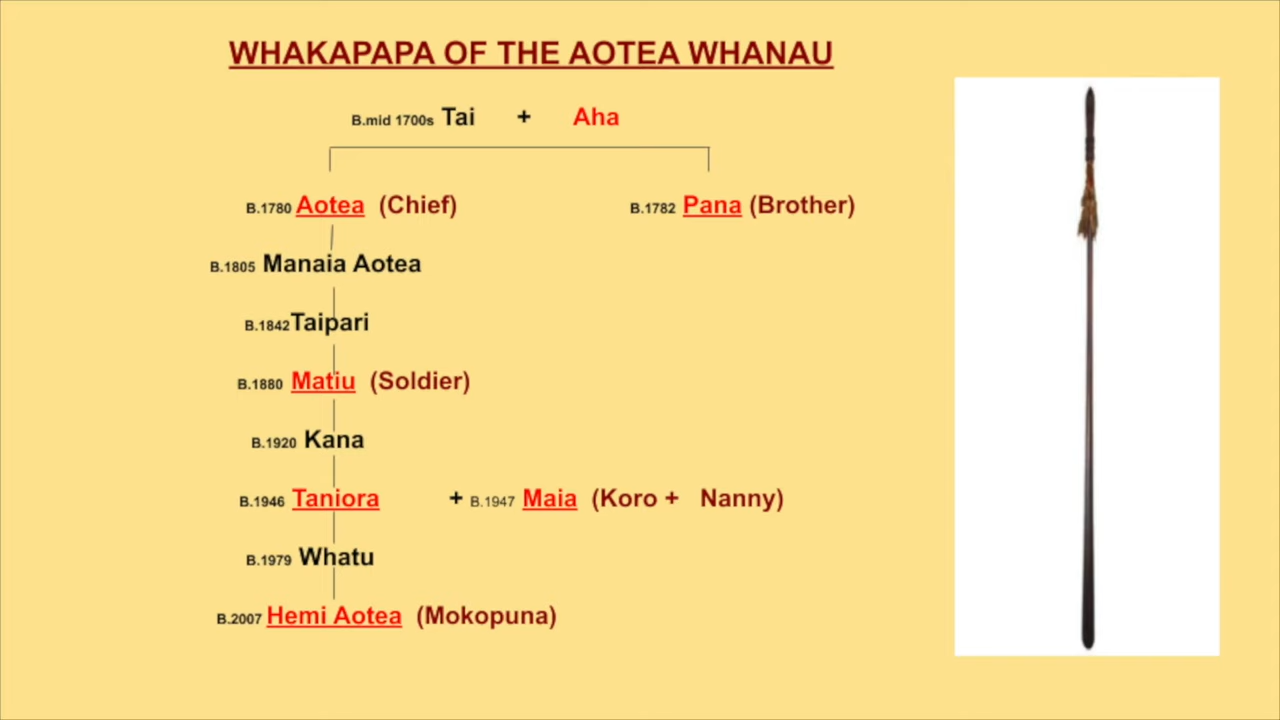 WHAKAPAPA OF THE AOTEA WHANAU
B.mid 1700s Tai + Aha
B.1780 Aotea (Chief) B.1782 Pana (Brother)
B.1805 Manaia Aotea
B.1842 Taipari
B.1880 Matiu (Soldier)
B.1920 Kana
B.1946 Taniora + B.1947 Maia (Koro + Nanny)
B.1979 Whatu
B.2007 Hemi Aotea (Mokopuna)